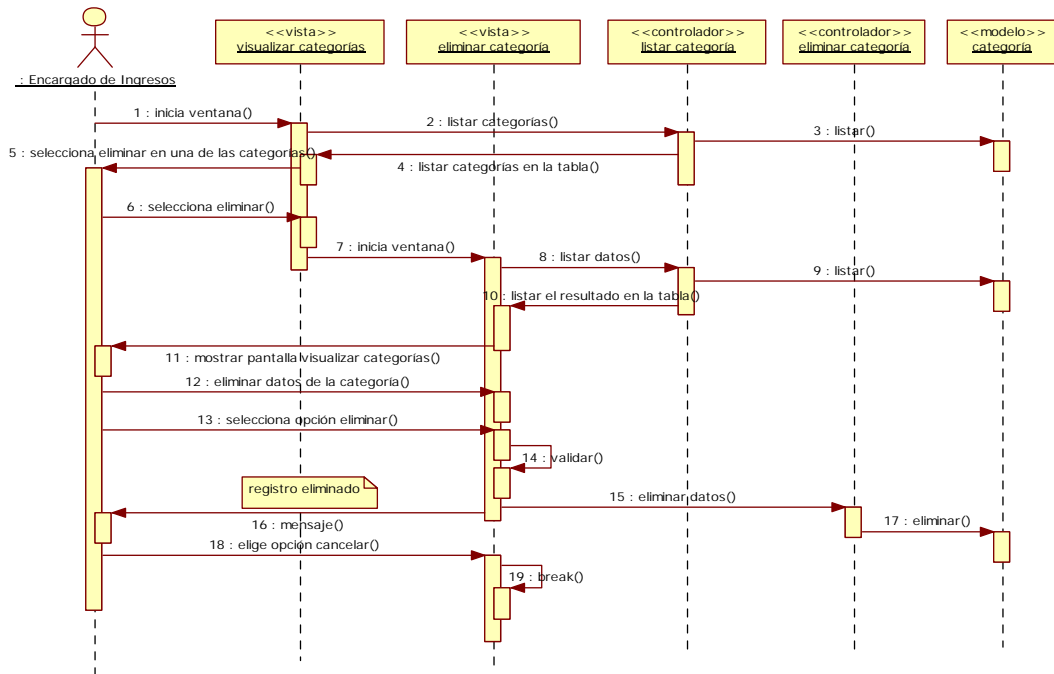 <<vista>>
visualizar categorías
<<vista>>
eliminar categoría
<<controlador>>
listar categoría
<<controlador>>
eliminar categoría
<<modelo>>
categoría
: Encargado de Ingresos
1 : inicia ventana()
2 : listar categorías()
3 : listar()
5 : selecciona eliminar en una de las categorías()
4 : listar categorías en la tabla()
6 : selecciona eliminar()
7 : inicia ventana()
8 : listar datos()
9 : listar()
10 : listar el resultado en la tabla()
11 : mostrar pantalla visualizar categorías()
12 : eliminar datos de la categoría()
13 : selecciona opción eliminar()
14 : validar()
registro eliminado
15 : eliminar datos()
16 : mensaje()
17 : eliminar()
18 : elige opción cancelar()
19 : break()